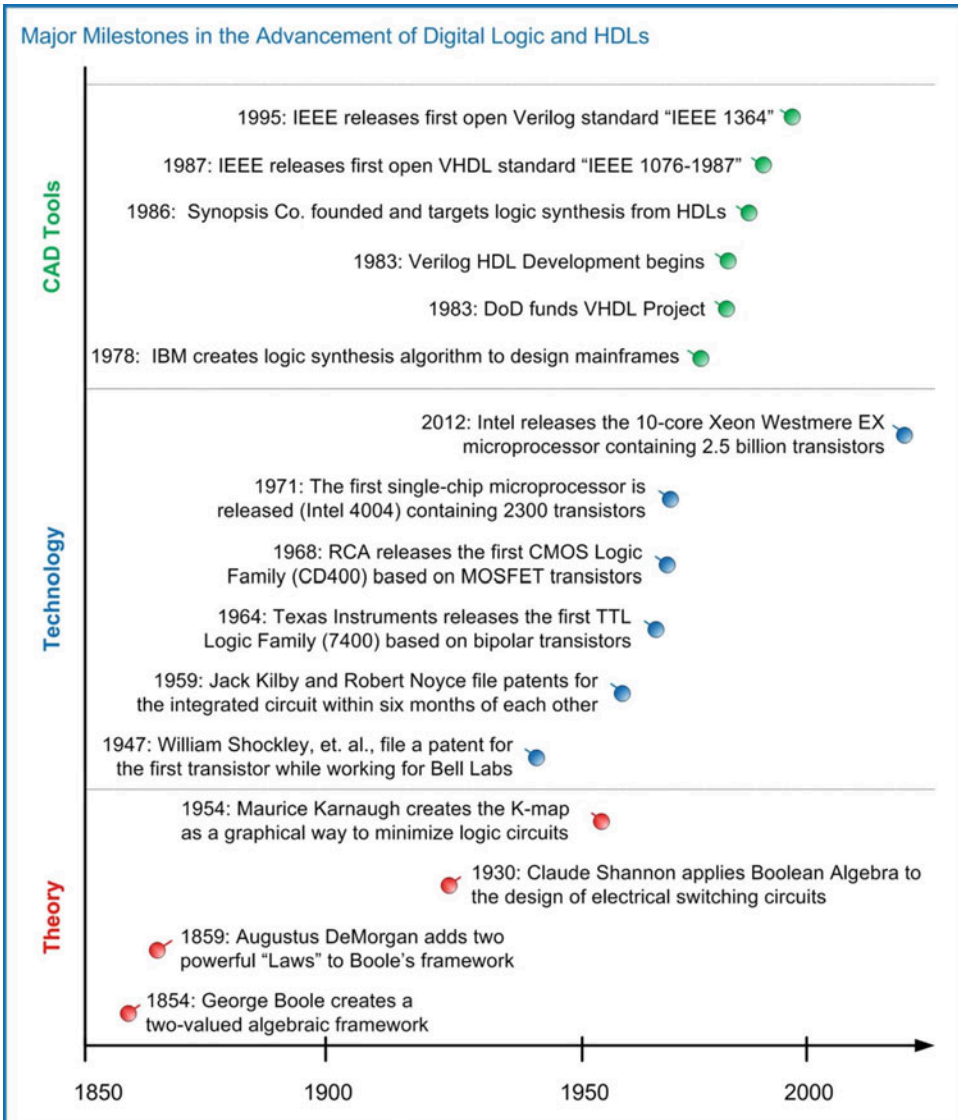 Major Milestones in the Advancement of Digital Logic and HDLs
CAD Tools
1995: IEEE releases first open Verilog standard “IEEE 1364”
1987: IEEE releases first open VHDL standard “IEEE 1076-1987”
1986: Synopsis Co. founded and targets logic synthesis from HDLs
1983: Verilog HDL Development begins
1983: DoD funds VHDL Project
1978: IBM creates logic synthesis algorithm to design mainframes
Technology
2012: Intel releases the 10-core Xeon Westmere EX
microprocessor containing 2.5 billion transistors
1971: The first single-chip microprocessor is
released (Intel 4004) containing 2300 transistors
1968: RCA releases the first CMOS Logic
Family (CD400) based on MOSFET transistors
1964: Texas Instruments releases the first TTL
Logic Family (7400) based on bipolar transistors
1959: Jack Kilby and Robert Noyce file patents for
the integrated circuit within six months of each other
1947: William Shockley, et. al., file a patent for
the first transistor while working for Bell Labs
Theory
1954: Maurice Karnaugh creates the K-map
as a graphical way to minimize logic circuits
1930: Claude Shannon applies Boolean Algebra to
the design of electrical switching circuits
1859: Augustus DeMorgan adds two
powerful “Laws” to Boole’s framework
1854: George Boole creates a
two-valued algebraic framework
1850 1900 1950 2000